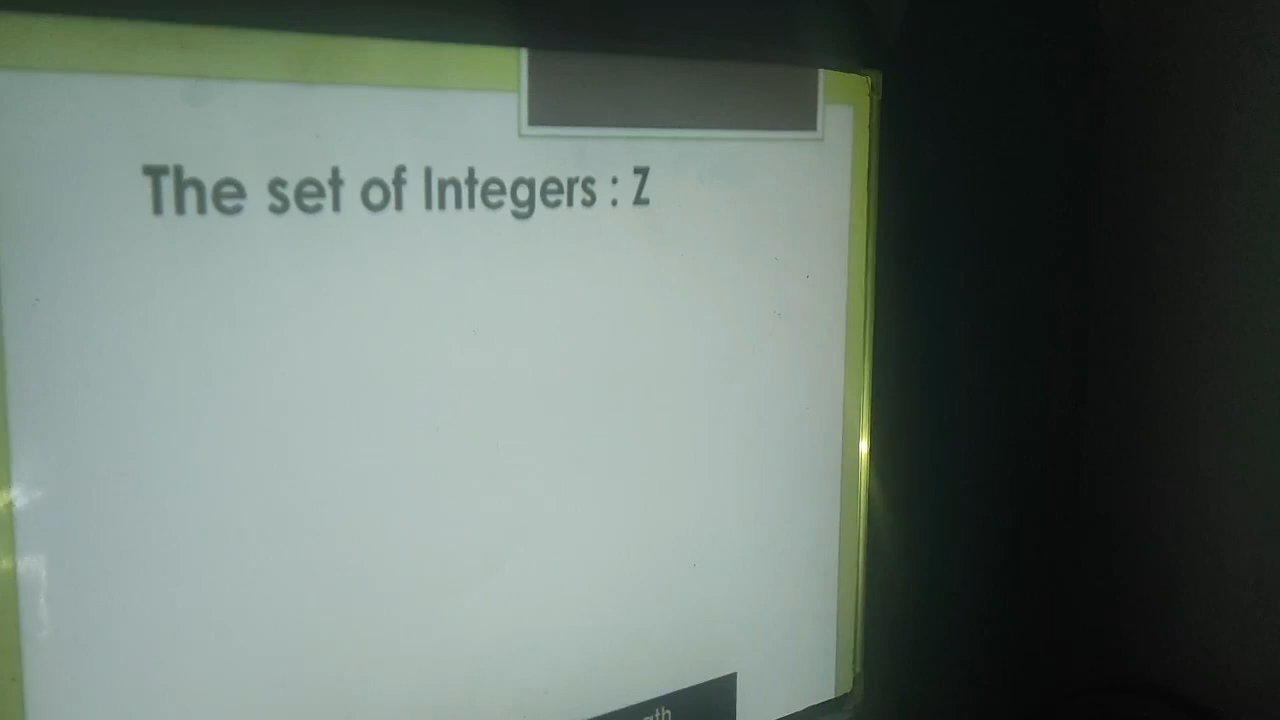 The set of Integers : Z